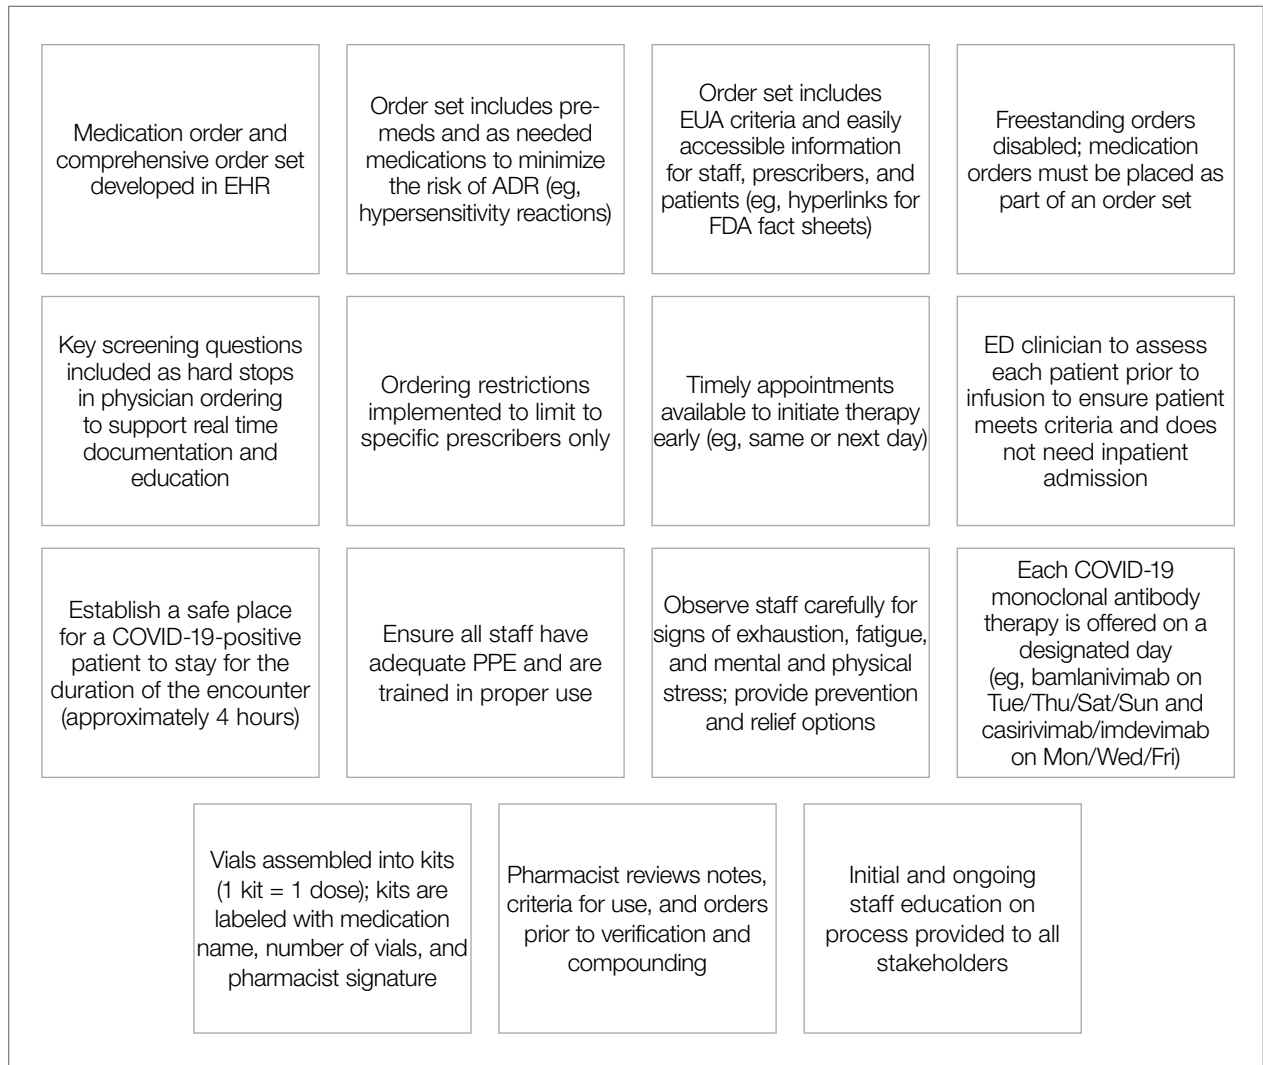 Medication order and
comprehensive order set
developed in EHR
Order set includes pre-
meds and as needed
medications to minimize
the risk of ADR (eg,
hypersensitivity reactions)
Order set includes
EUA criteria and easily
accessible information
for staff, prescribers, and
patients (eg, hyperlinks for
FDA fact sheets)
Freestanding orders
disabled; medication
orders must be placed as
part of an order set
Key screening questions
included as hard stops
in physician ordering
to support real time
documentation and
education
Ordering restrictions
implemented to limit to
specific prescribers only
Timely appointments
available to initiate therapy
early (eg, same or next day)
ED clinician to assess
each patient prior to
infusion to ensure patient
meets criteria and does
not need inpatient
admission
Establish a safe place
for a COVID-19-positive
patient to stay for the
duration of the encounter
(approximately 4 hours)
Ensure all staff have
adequate PPE and are
trained in proper use
Observe staff carefully for
signs of exhaustion, fatigue,
and mental and physical
stress; provide prevention
and relief options
Each COVID-19
monoclonal antibody
therapy is offered on a
designated day
(eg, bamlanivimab on
Tue/Thu/Sat/Sun and
casirivimab/imdevimab
on Mon/Wed/Fri)
Vials assembled into kits
(1 kit = 1 dose); kits are
labeled with medication
name, number of vials, and
pharmacist signature
Pharmacist reviews notes,
criteria for use, and orders
prior to verification and
compounding
Initial and ongoing
staff education on
process provided to all
stakeholders